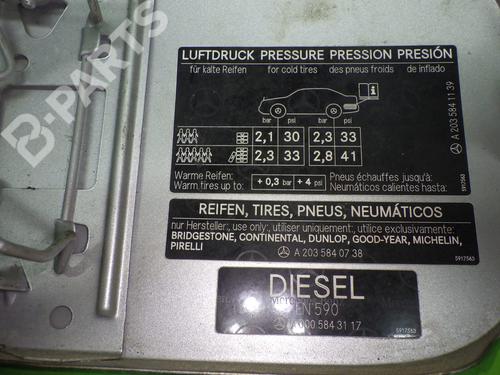 B-PARTS
LUFTDRUCK PRESSURE PRESSION PRESIÓN
für kalte Reifen for cold tires des pneus froids de inflado
i
bar psi bar psi
2,1 30 2,3 33
2,3 33 2,8 41
Warme Reifen: Pneus échauffes jusqu'à:
Warm tires up to: + 0,3 bar + 4 psi Neumáticos calientes hasta:
A 203 584 11 39
REIFEN, TIRES, PNEUS, NEUMÁTICOS
nur Hersteller:, use only:, utiliser uniquement:, utilice exclusivamente:
BRIDGESTONE, CONTINENTAL, DUNLOP, GOOD-YEAR, MICHELIN,
PIRELLI
A 203 584 07 38
5917563
DIESEL
EN 590
A 000 584 31 17
5917563